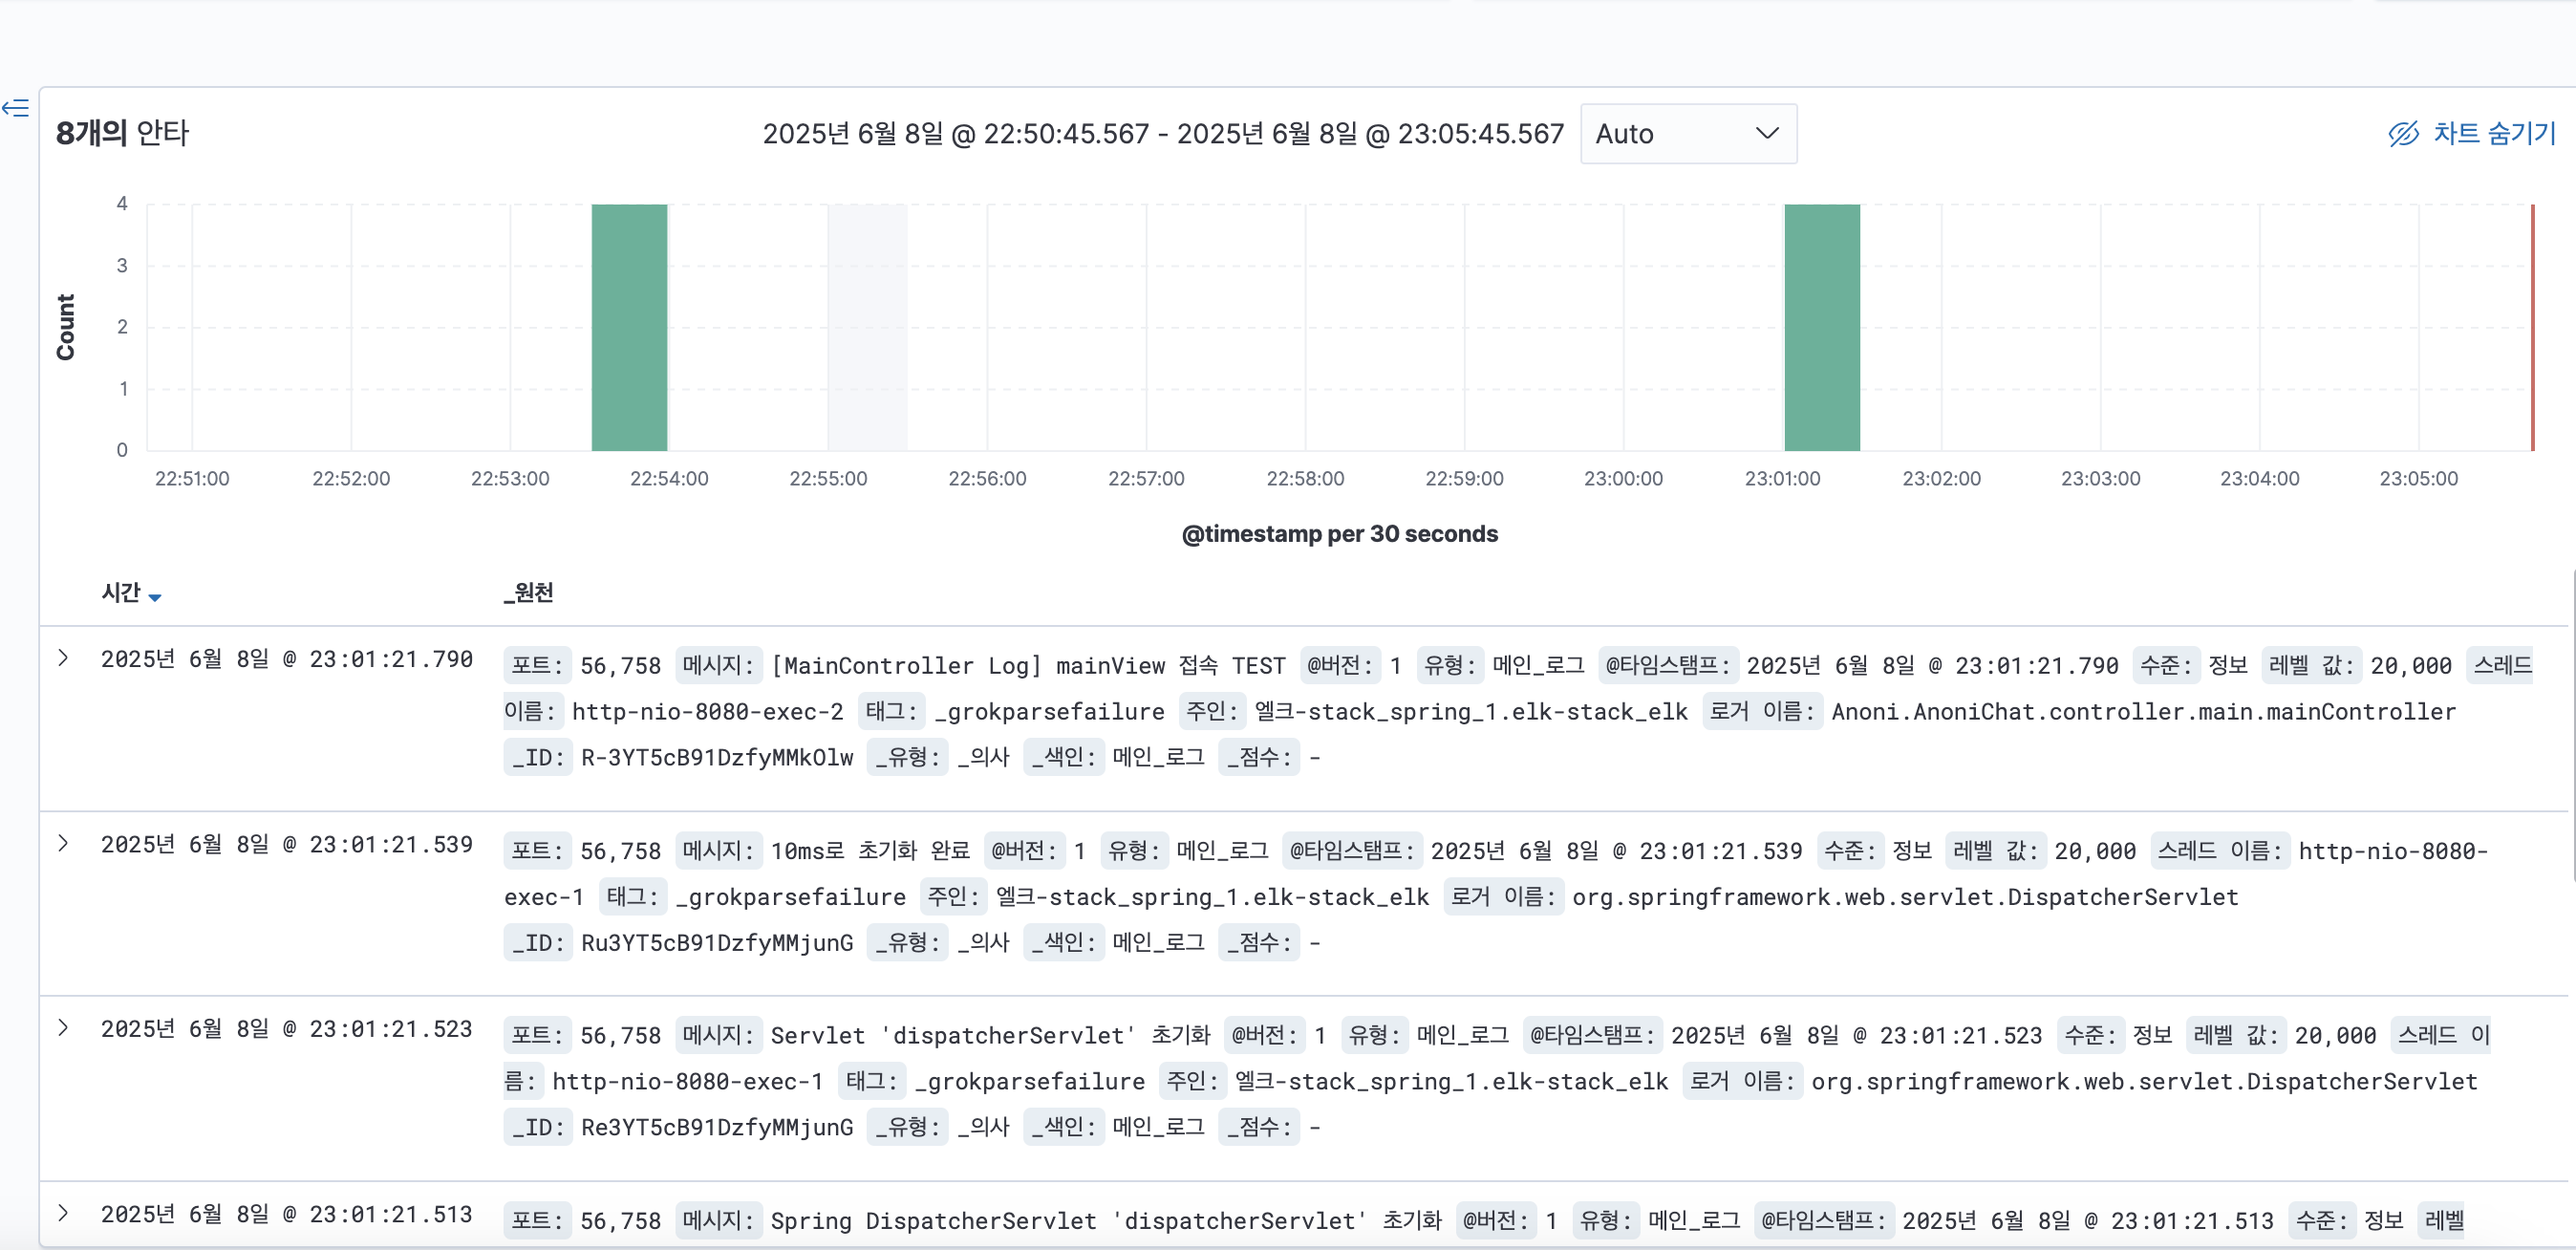 8개의 안타
2025년 6월 8일 @ 22:50:45.567 - 2025년 6월 8일 @ 23:05:45.567
Auto
차트 숨기기
4
3
2
1
0
Count
22:51:00 22:52:00 22:53:00 22:54:00 22:55:00 22:56:00 22:57:00 22:58:00 22:59:00 23:00:00 23:01:00 23:02:00 23:03:00 23:04:00 23:05:00
@timestamp per 30 seconds
시간 _원천
2025년 6월 8일 @ 23:01:21.790 포트: 56,758 메시지: [MainController Log] mainView 접속 TEST @버전: 1 유형: 메인_로그 @타임스탬프: 2025년 6월 8일 @ 23:01:21.790 수준: 정보 레벨 값: 20,000 스레드
이름: http-nio-8080-exec-2 태그: _grokparsefailure 주인: 엘크-stack_spring_1.elk-stack_elk 로거 이름: Anoni.AnoniChat.controller.main.mainController
_ID: R-3YT5cB91DzfyMMkOlw _유형: _의사 _색인: 메인_로그 _점수: -
2025년 6월 8일 @ 23:01:21.539 포트: 56,758 메시지: 10ms로 초기화 완료 @버전: 1 유형: 메인_로그 @타임스탬프: 2025년 6월 8일 @ 23:01:21.539 수준: 정보 레벨 값: 20,000 스레드 이름: http-nio-8080-
exec-1 태그: _grokparsefailure 주인: 엘크-stack_spring_1.elk-stack_elk 로거 이름: org.springframework.web.servlet.DispatcherServlet
_ID: Ru3YT5cB91DzfyMMjunG _유형: _의사 _색인: 메인_로그 _점수: -
2025년 6월 8일 @ 23:01:21.523 포트: 56,758 메시지: Servlet 'dispatcherServlet' 초기화 @버전: 1 유형: 메인_로그 @타임스탬프: 2025년 6월 8일 @ 23:01:21.523 수준: 정보 레벨 값: 20,000 스레드 이
름: http-nio-8080-exec-1 태그: _grokparsefailure 주인: 엘크-stack_spring_1.elk-stack_elk 로거 이름: org.springframework.web.servlet.DispatcherServlet
_ID: Re3YT5cB91DzfyMMjunG _유형: _의사 _색인: 메인_로그 _점수: -
2025년 6월 8일 @ 23:01:21.513 포트: 56,758 메시지: Spring DispatcherServlet 'dispatcherServlet' 초기화 @버전: 1 유형: 메인_로그 @타임스탬프: 2025년 6월 8일 @ 23:01:21.513 수준: 정보 레벨